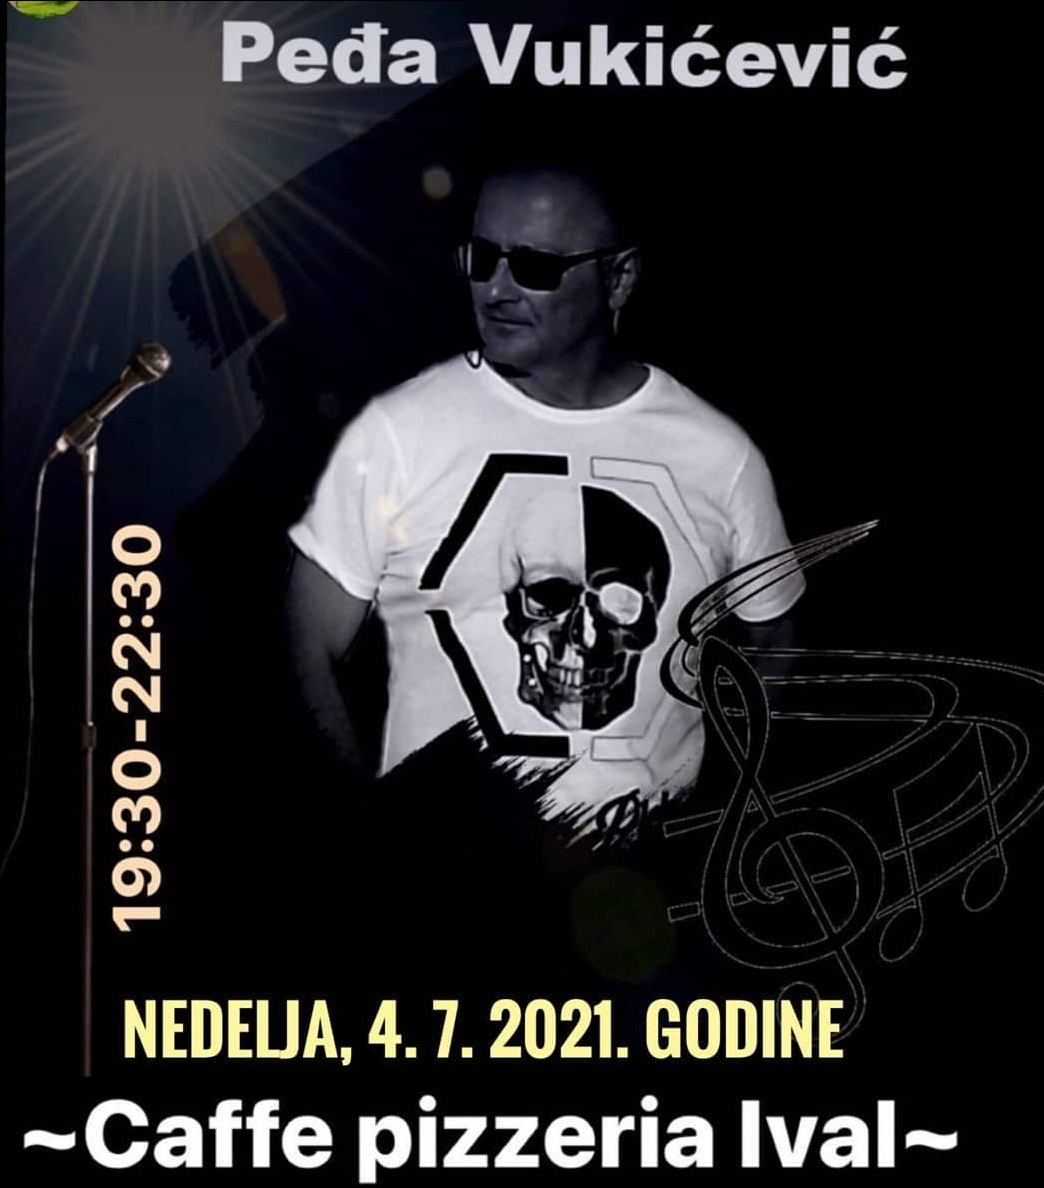 Peđa Vukićević
19:30-22:30
NEDELJA, 4. 7. 2021. GODINE
~Caffe pizzeria Ival~